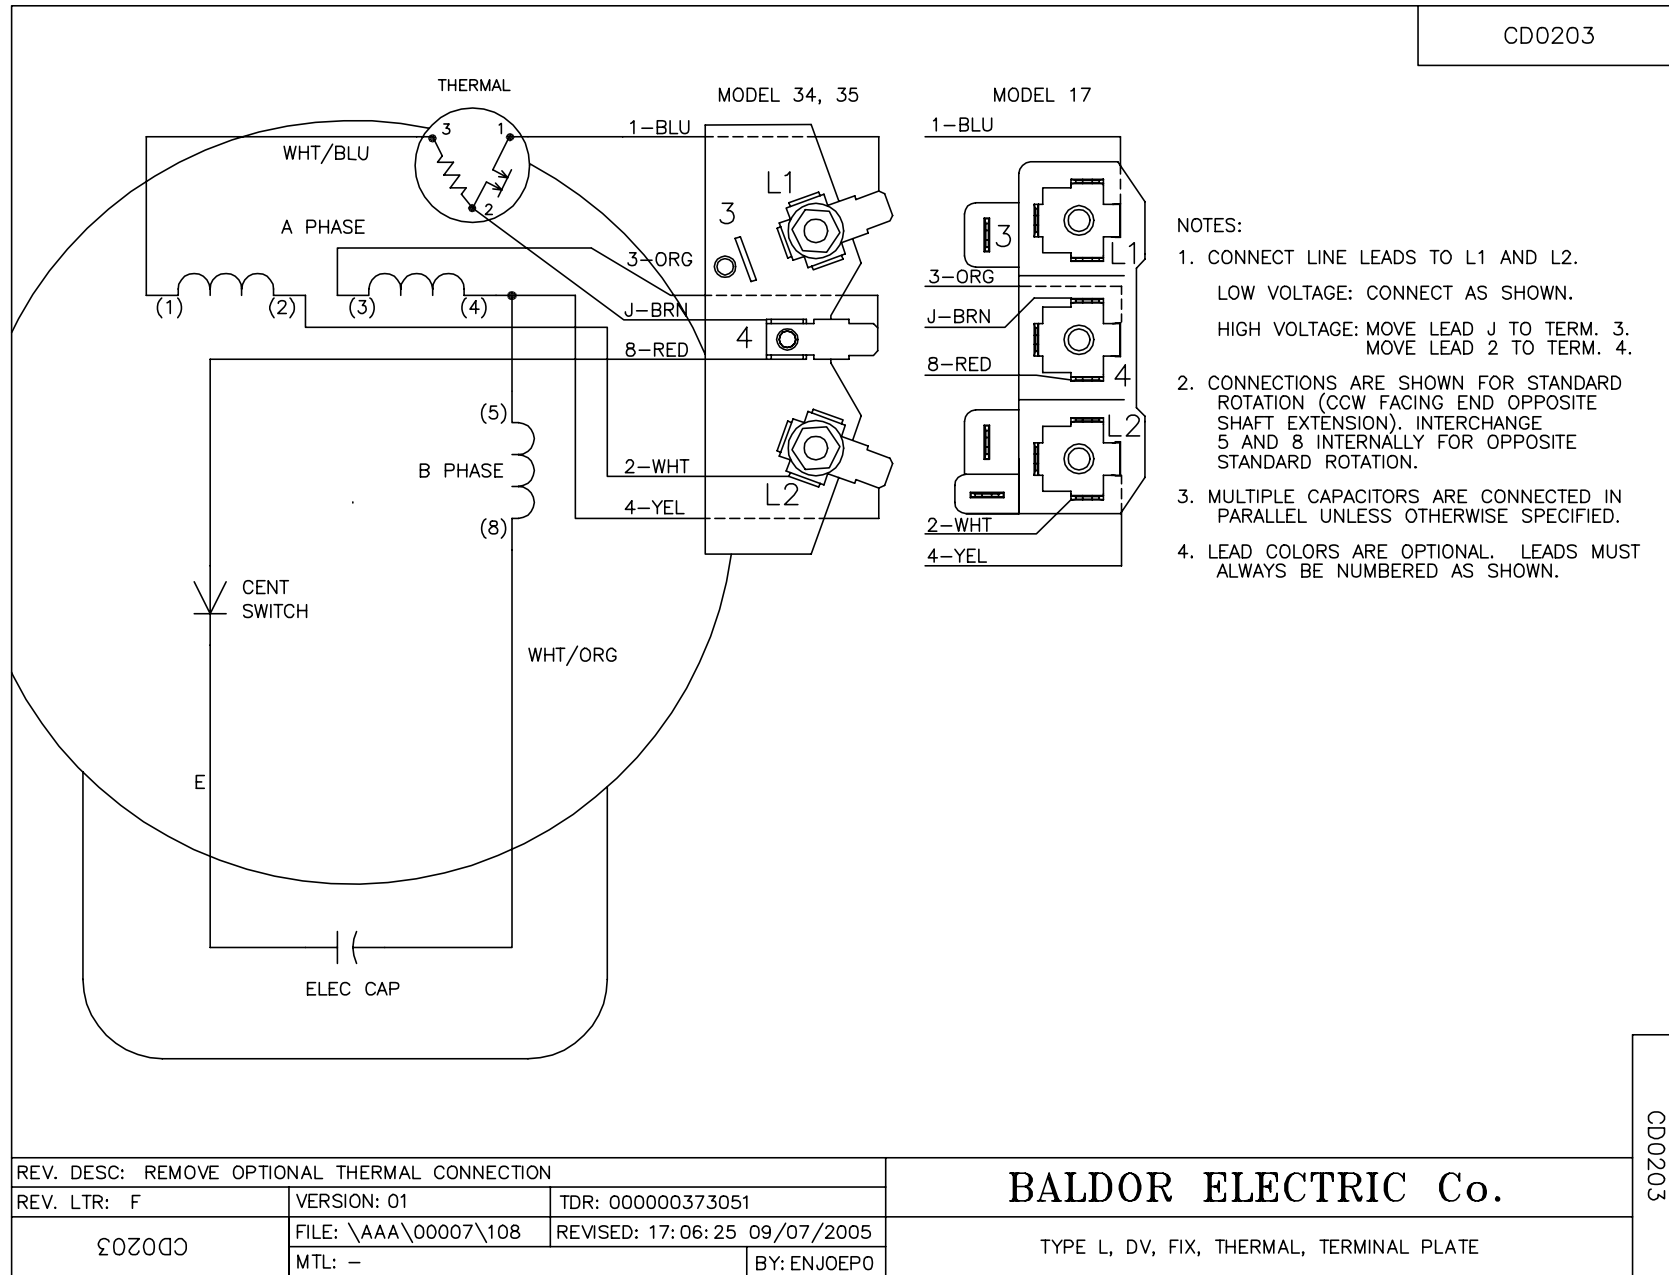 CD0203
THERMAL
MODEL 34, 35
MODEL 17
3
1
2
WHT/BLU
1-BLU
1-BLU
A PHASE
L1
3
3
L1
(1)
(2)
(3)
(4)
3-ORG
J-BRN
8-RED
4
3-ORG
J-BRN
8-RED
4
(5)
B PHASE
(8)
2-WHT
4-YEL
L2
L2
2-WHT
4-YEL
CENT
SWITCH
WHT/ORG
E
ELEC CAP
NOTES:
1. CONNECT LINE LEADS TO L1 AND L2.
LOW VOLTAGE: CONNECT AS SHOWN.
HIGH VOLTAGE: MOVE LEAD J TO TERM. 3.
MOVE LEAD 2 TO TERM. 4.
2. CONNECTIONS ARE SHOWN FOR STANDARD
ROTATION (CCW FACING END OPPOSITE
SHAFT EXTENSION). INTERCHANGE
5 AND 8 INTERNALLY FOR OPPOSITE
STANDARD ROTATION.
3. MULTIPLE CAPACITORS ARE CONNECTED IN
PARALLEL UNLESS OTHERWISE SPECIFIED.
4. LEAD COLORS ARE OPTIONAL. LEADS MUST
ALWAYS BE NUMBERED AS SHOWN.
CD0203
REV. DESC: REMOVE OPTIONAL THERMAL CONNECTION
REV. LTR: F
VERSION: 01
TDR: 000000373051
FILE: \AAA\00007\108
REVISED: 17:06:25 09/07/2005
CD0203
MTL: -
BY: ENJOEPO
BALDOR ELECTRIC Co.
TYPE L, DV, FIX, THERMAL, TERMINAL PLATE